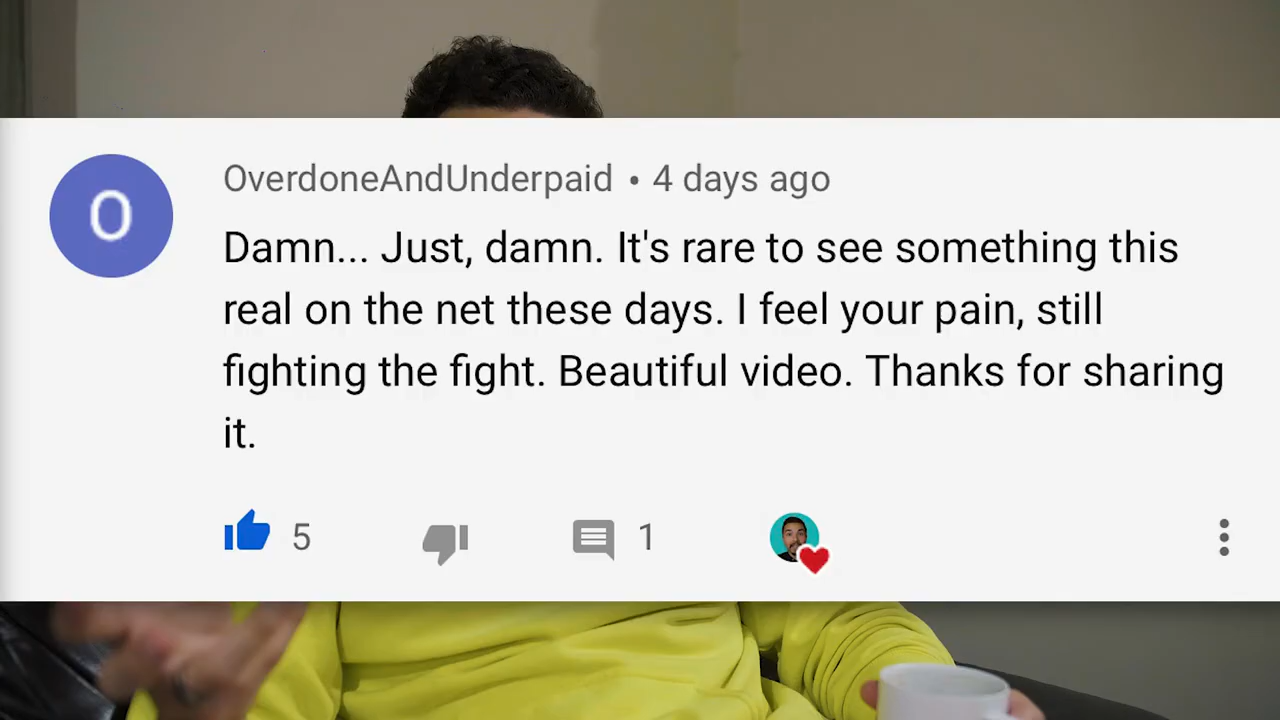 O
OverdoneAndUnderpaid • 4 days ago
Damn... Just, damn. It's rare to see something this
real on the net these days. I feel your pain, still
fighting the fight. Beautiful video. Thanks for sharing
it.
5
1